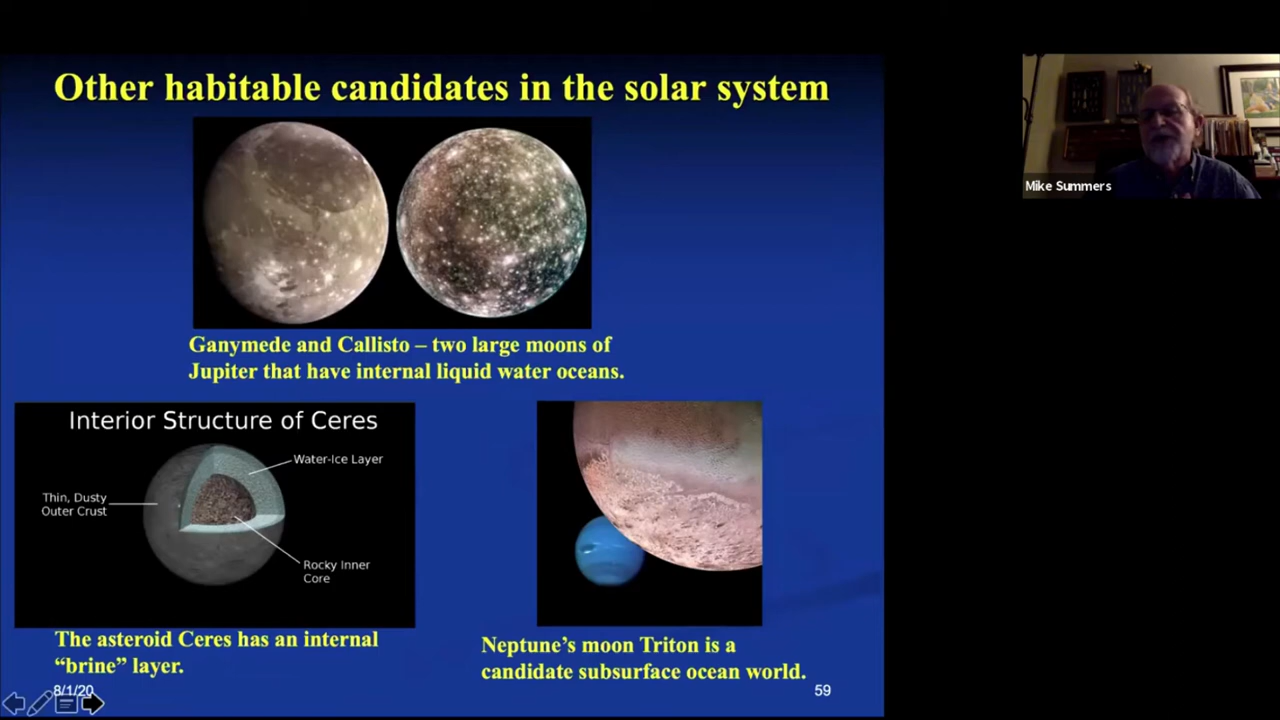 Other habitable candidates in the solar system
Mike Summers
Ganymede and Callisto – two large moons of
Jupiter that have internal liquid water oceans.
Interior Structure of Ceres
Water-Ice Layer
Thin, Dusty
Outer Crust
Rocky Inner
Core
The asteroid Ceres has an internal
“brine” layer.
Neptune’s moon Triton is a
candidate subsurface ocean world.
8/1/20
59